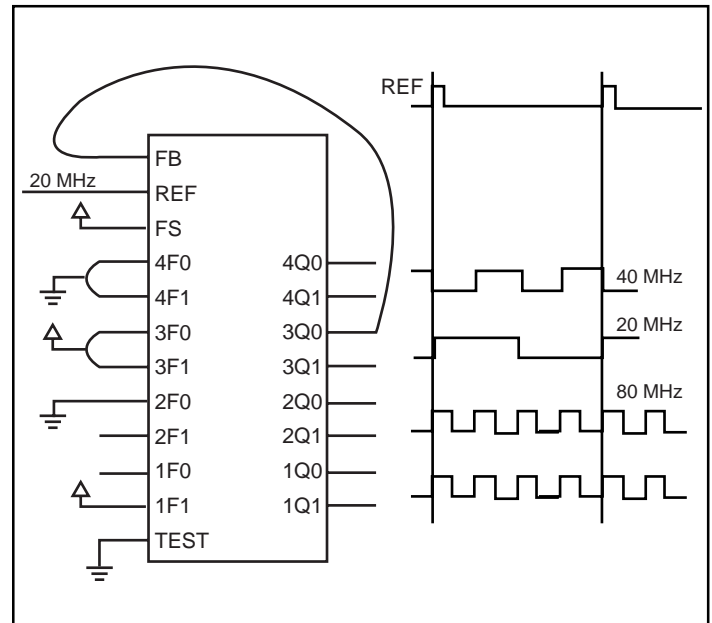 REF
FB
20 MHz
REF
FS
4F0 4Q0
40 MHz
4F1 4Q1
3F0 3Q0
20 MHz
3F1 3Q1
2F0 2Q0
80 MHz
2F1 2Q1
1F0 1Q0
1F1 1Q1
TEST